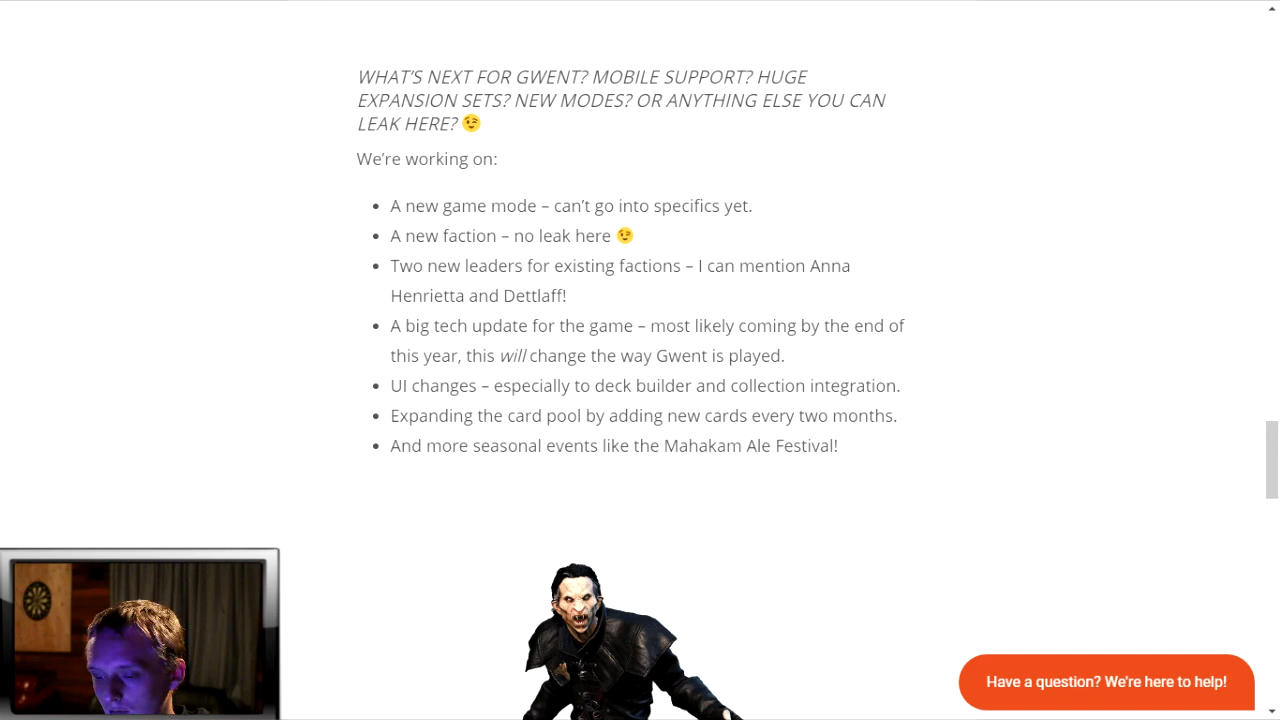 WHAT'S NEXT FOR GWENT? MOBILE SUPPORT? HUGE
EXPANSION SETS? NEW MODES? OR ANYTHING ELSE YOU CAN
LEAK HERE? 😉
We're working on:
• A new game mode – can't go into specifics yet.
• A new faction – no leak here 😉
• Two new leaders for existing factions – I can mention Anna
Henrietta and Dettlaff!
• A big tech update for the game – most likely coming by the end of
this year, this will change the way Gwent is played.
• UI changes – especially to deck builder and collection integration.
• Expanding the card pool by adding new cards every two months.
• And more seasonal events like the Mahakam Ale Festival!
Have a question? We're here to help!